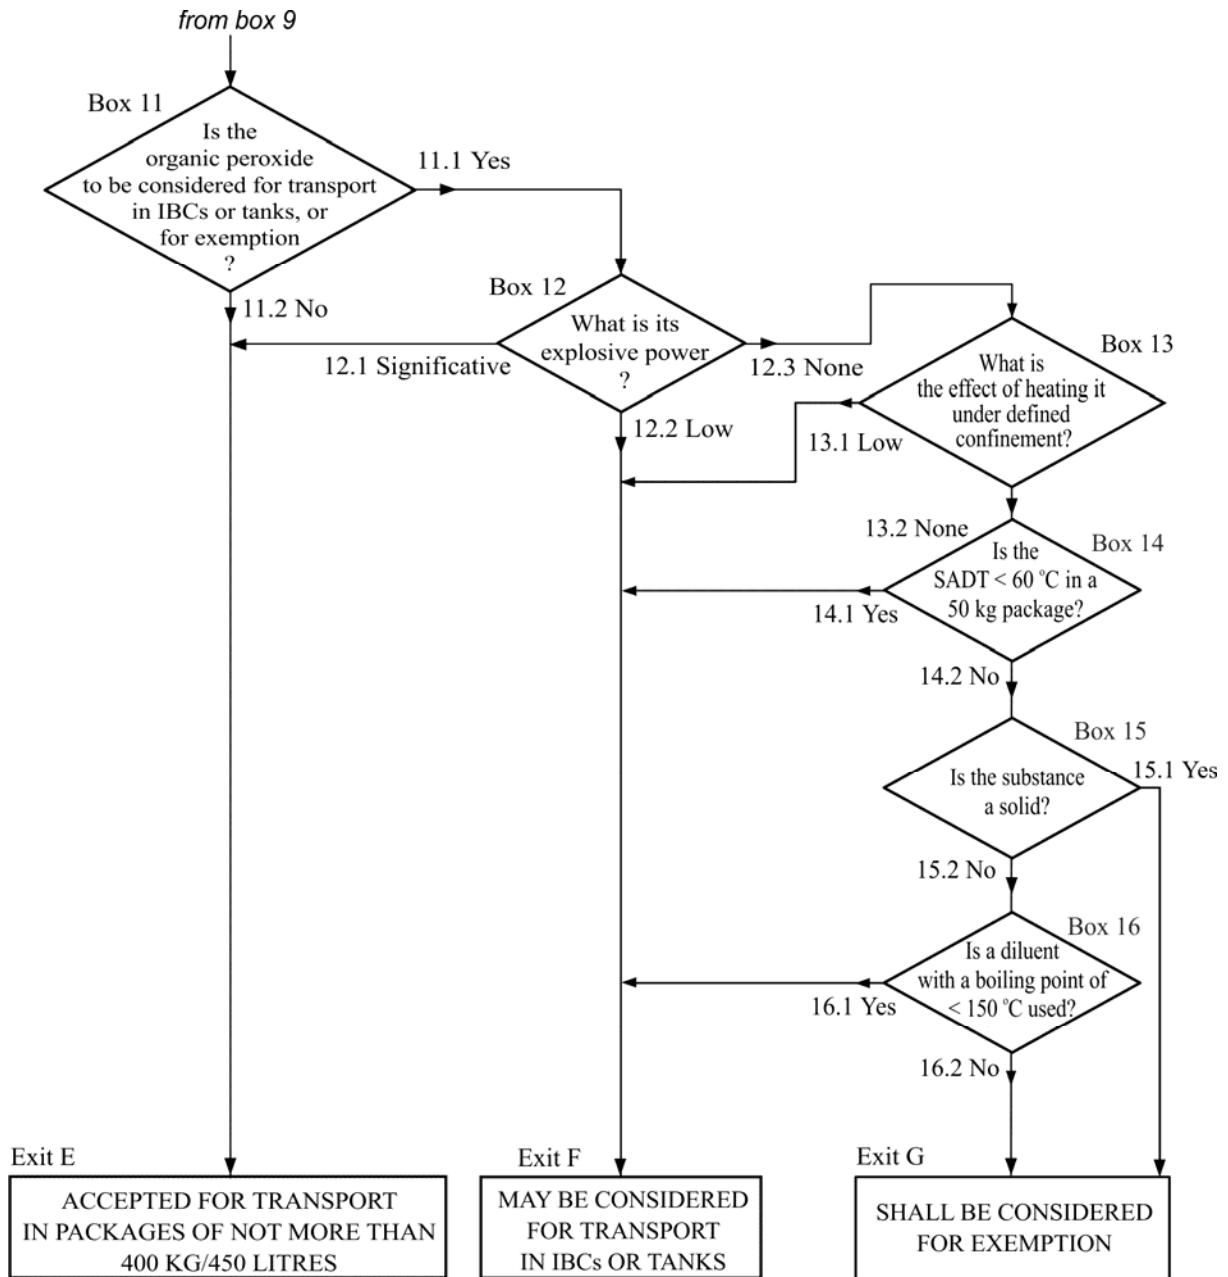 from box 9
Box 11
Is the
organic peroxide
to be considered for transport
in IBCs or tanks, or
for exemption
?
11.1 Yes
11.2 No
Box 12
What is its
explosive power
?
12.1 Significative
12.2 Low
12.3 None
Box 13
What is
the effect of heating it
under defined
confinement?
13.1 Low
13.2 None
Box 14
Is the
SADT < 60 °C in a
50 kg package?
14.1 Yes
14.2 No
Box 15
Is the substance
a solid?
15.1 Yes
15.2 No
Box 16
Is a diluent
with a boiling point of
< 150 °C used?
16.1 Yes
16.2 No
Exit E
ACCEPTED FOR TRANSPORT
IN PACKAGES OF NOT MORE THAN
400 KG/450 LITRES
Exit F
MAY BE CONSIDERED
FOR TRANSPORT
IN IBCs OR TANKS
Exit G
SHALL BE CONSIDERED
FOR EXEMPTION